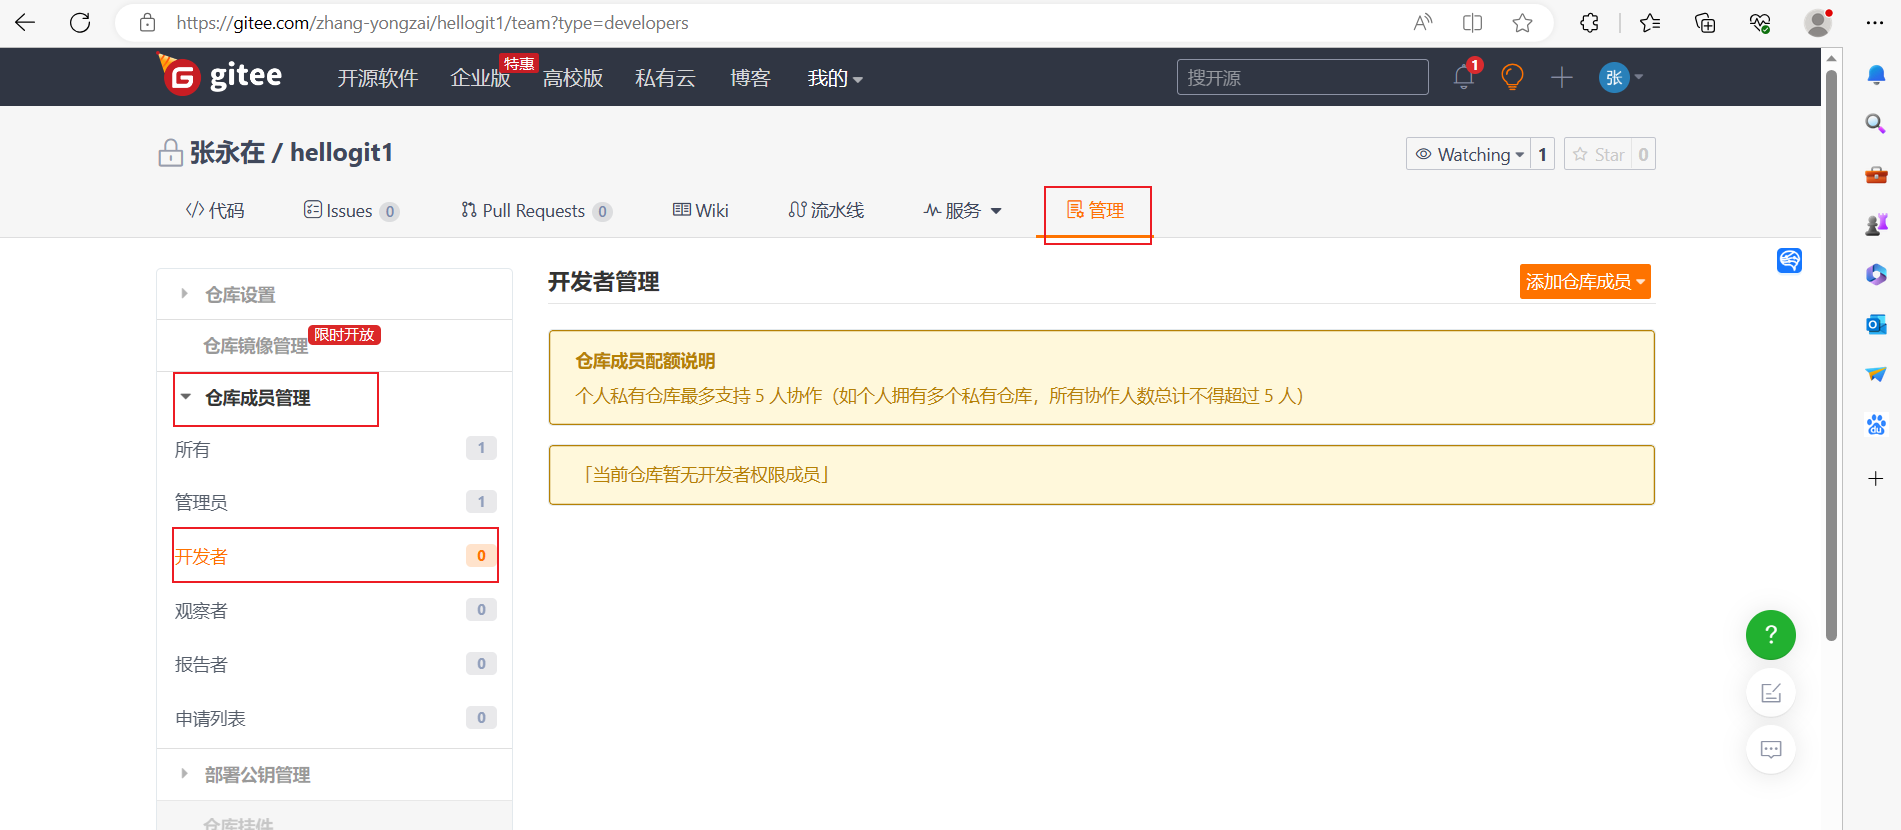 https://gitee.com/zhang-yongzai/hellogit1/team?type=developers
gitee 开源软件 企业版 特惠 高校版 私有云 博客 我的 搜开源 1 张
张永在 / hellogit1 Watching 1 Star 0
代码 Issues 0 Pull Requests 0 Wiki 流水线 服务 管理
仓库设置
仓库镜像管理 限时开放
仓库成员管理
所有 1
管理员 1
开发者 0
观察者 0
报告者 0
申请列表 0
部署公钥管理
仓库挂件
开发者管理 添加仓库成员
仓库成员配额说明
个人私有仓库最多支持 5 人协作（如个人拥有多个私有仓库，所有协作人数总计不得超过 5 人）
「当前仓库暂无开发者权限成员」
?
du